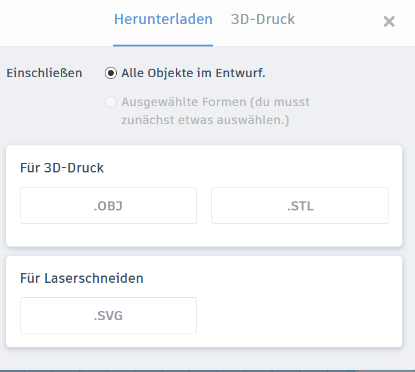 Herunterladen 3D-Druck
Einschließen Alle Objekte im Entwurf.
Ausgewählte Formen (du musst
zunächst etwas auswählen.)
Für 3D-Druck
.OBJ .STL
Für Laserschneiden
.SVG